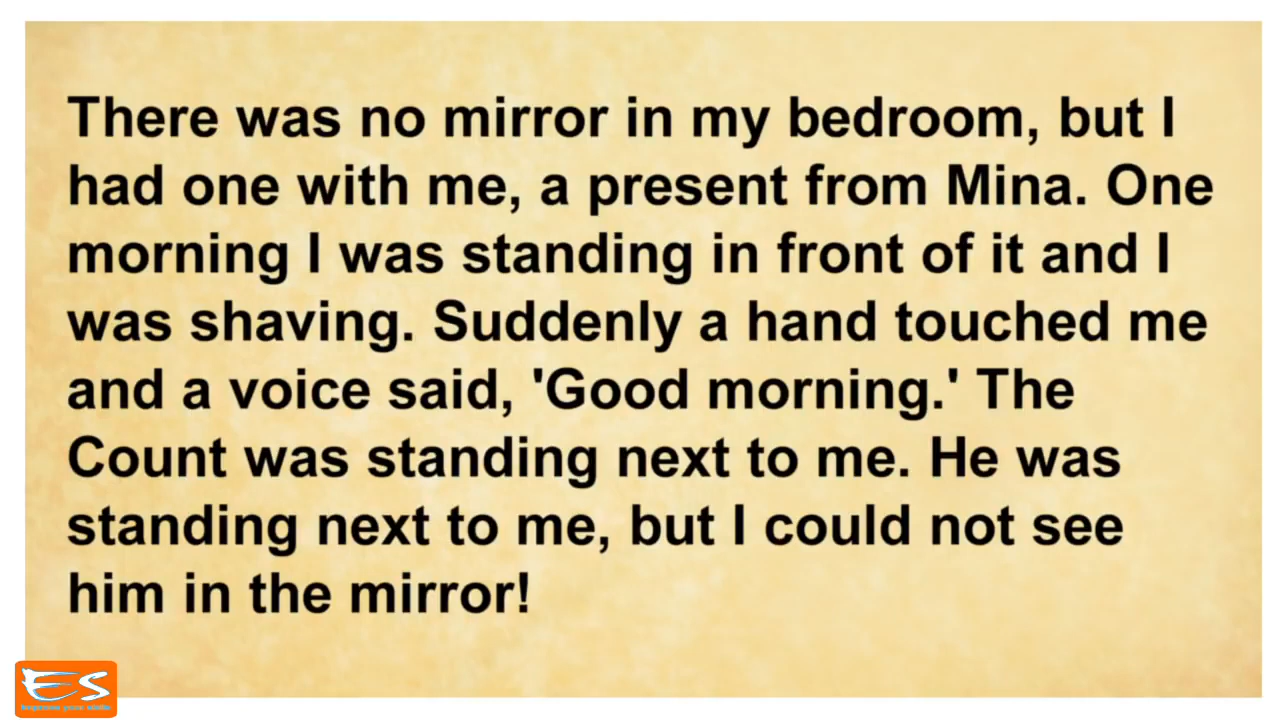 There was no mirror in my bedroom, but I
had one with me, a present from Mina. One
morning I was standing in front of it and I
was shaving. Suddenly a hand touched me
and a voice said, 'Good morning.' The
Count was standing next to me. He was
standing next to me, but I could not see
him in the mirror!
ES